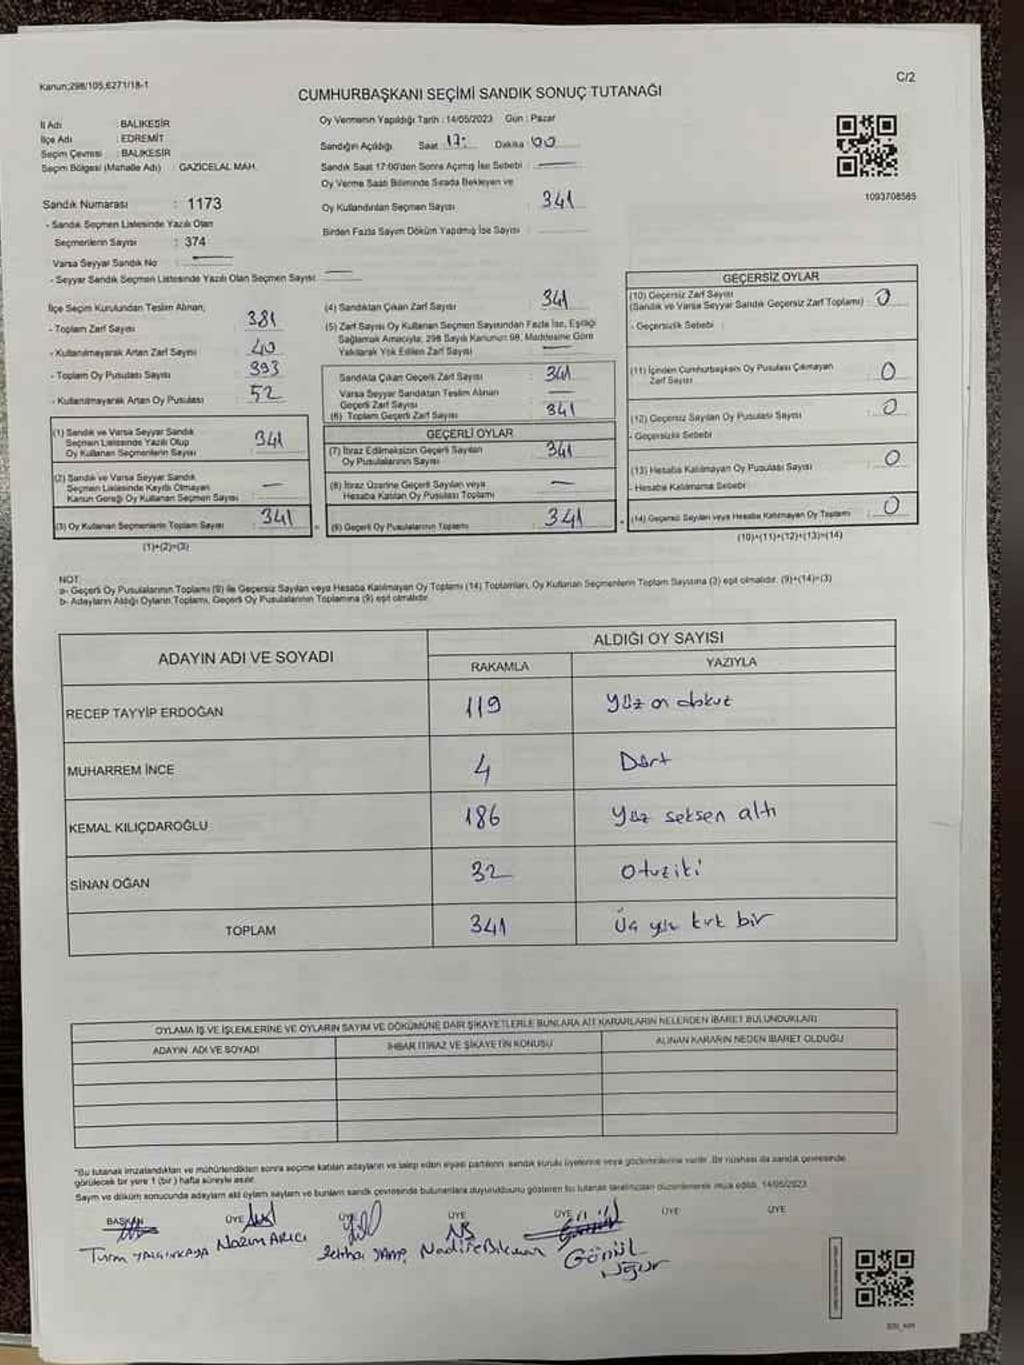 Kanun;298/105,6271/18-1
C/2
CUMHURBAŞKANI SEÇİMİ SANDIK SONUÇ TUTANAĞI
İl Adı : BALIKESİR
İlçe Adı : EDREMİT
Seçim Çevresi : BALIKESİR
Seçim Bölgesi (Mahalle Adı) : GAZİCELAL MAH.
Sandık Numarası : 1173
- Sandık Seçmen Listesinde Yazılı Olan
Seçmenlerin Sayısı : 374
Varsa Seyyar Sandık No
- Seyyar Sandık Seçmen Listesinde Yazılı Olan Seçmen Sayısı:
Oy Vermenin Yapıldığı Tarih : 14/05/2023 Gün : Pazar
Sandığın Açıldığı Saat 17: Dakika 00
Sandık Saat 17:00'den Sonra Açılmış İse Sebebi :
Oy Verme Saati Bitiminde Sırada Bekleyen ve
Oy Kullandırılan Seçmen Sayısı : 341
Birden Fazla Sayım Döküm Yapılmış İse Sayısı :
1093708565
İlçe Seçim Kurulundan Teslim Alınan;
- Toplam Zarf Sayısı : 381
- Kullanılmayarak Artan Zarf Sayısı : 40
- Toplam Oy Pusulası Sayısı : 393
- Kullanılmayarak Artan Oy Pusulası : 52
(1) Sandık ve Varsa Seyyar Sandık
Seçmen Listesinde Yazılı Olup
Oy Kullanan Seçmenlerin Sayısı : 341
(2) Sandık ve Varsa Seyyar Sandık
Seçmen Listesinde Kayıtlı Olmayan
Kanun Gereği Oy Kullanan Seçmen Sayısı :
(3) Oy Kullanan Seçmenlerin Toplam Sayısı : 341
(1)+(2)=(3)
(4) Sandıktan Çıkan Zarf Sayısı : 341
(5) Zarf Sayısı Oy Kullanan Seçmen Sayısından Fazla İse, Eşitliği
Sağlamak Amacıyla; 298 Sayılı Kanunun 98. Maddesine Göre
Yakılarak Yok Edilen Zarf Sayısı :
Sandıkta Çıkan Geçerli Zarf Sayısı : 341
Varsa Seyyar Sandıktan Teslim Alınan
Geçerli Zarf Sayısı :
(6) Toplam Geçerli Zarf Sayısı : 341
GEÇERLİ OYLAR
(7) İtiraz Edilmeksizin Geçerli Sayılan
Oy Pusulalarının Sayısı : 341
(8) İtiraz Üzerine Geçerli Sayılan veya
Hesaba Katılan Oy Pusulası Toplamı :
(9) Geçerli Oy Pusulalarının Toplamı : 341
GEÇERSİZ OYLAR
(10) Geçersiz Zarf Sayısı
(Sandık ve Varsa Seyyar Sandık Geçersiz Zarf Toplamı) : 0
- Geçersizlik Sebebi :
(11) İçinden Cumhurbaşkanı Oy Pusulası Çıkmayan
Zarf Sayısı : 0
(12) Geçersiz Sayılan Oy Pusulası Sayısı : 0
- Geçersizlik Sebebi
(13) Hesaba Katılmayan Oy Pusulası Sayısı : 0
- Hesaba Katılmama Sebebi :
(14) Geçersiz Sayılan veya Hesaba Katılmayan Oy Toplamı : 0
(10)+(11)+(12)+(13)=(14)
NOT:
a- Geçerli Oy Pusulalarının Toplamı (9) ile Geçersiz Sayılan veya Hesaba Katılmayan Oy Toplamı (14) Toplamları, Oy Kullanan Seçmenlerin Toplam Sayısına (3) eşit olmalıdır. (9)+(14)=(3)
b- Adayların Aldığı Oyların Toplamı, Geçerli Oy Pusulalarının Toplamına (9) eşit olmalıdır.
ADAYIN ADI VE SOYADI
ALDIĞI OY SAYISI
RAKAMLA YAZIYLA
RECEP TAYYİP ERDOĞAN 119 Yüz on dokuz
MUHARREM İNCE 4 Dört
KEMAL KILIÇDAROĞLU 186 Yüz seksen altı
SİNAN OĞAN 32 Otuziki
TOPLAM 341 Üç yüz kırk bir
OYLAMA İŞ VE İŞLEMLERİNE VE OYLARIN SAYIM VE DÖKÜMÜNE DAİR ŞİKAYETLERLE BUNLARA AİT KARARLARIN NELERDEN İBARET BULUNDUKLARI
ADAYIN ADI VE SOYADI İHBAR İTİRAZ VE ŞİKAYETİN KONUSU ALINAN KARARIN NEDEN İBARET OLDUĞU
*Bu tutanak imzalandıktan ve mühürlendikten sonra seçime katılan adayların ve talep eden siyasi partilerin sandık kurulu üyelerine veya gözlemcilerine verilir. Bir nüshası da sandık çevresinde
görülecek bir yere 1 (bir) hafta süreyle asılır.
Sayım ve döküm sonucunda adayların aldığı oyların sayıları ve bunların sandık çevresinde bulunanlara duyurulduğunu gösteren bu tutanak tarafımızdan düzenlenerek imza edildi. 14/05/2023
BAŞKAN ÜYE ÜYE ÜYE ÜYE ÜYE ÜYE
YALÇINKAYA Nazım ARICI Nadire Gönül
Uğur